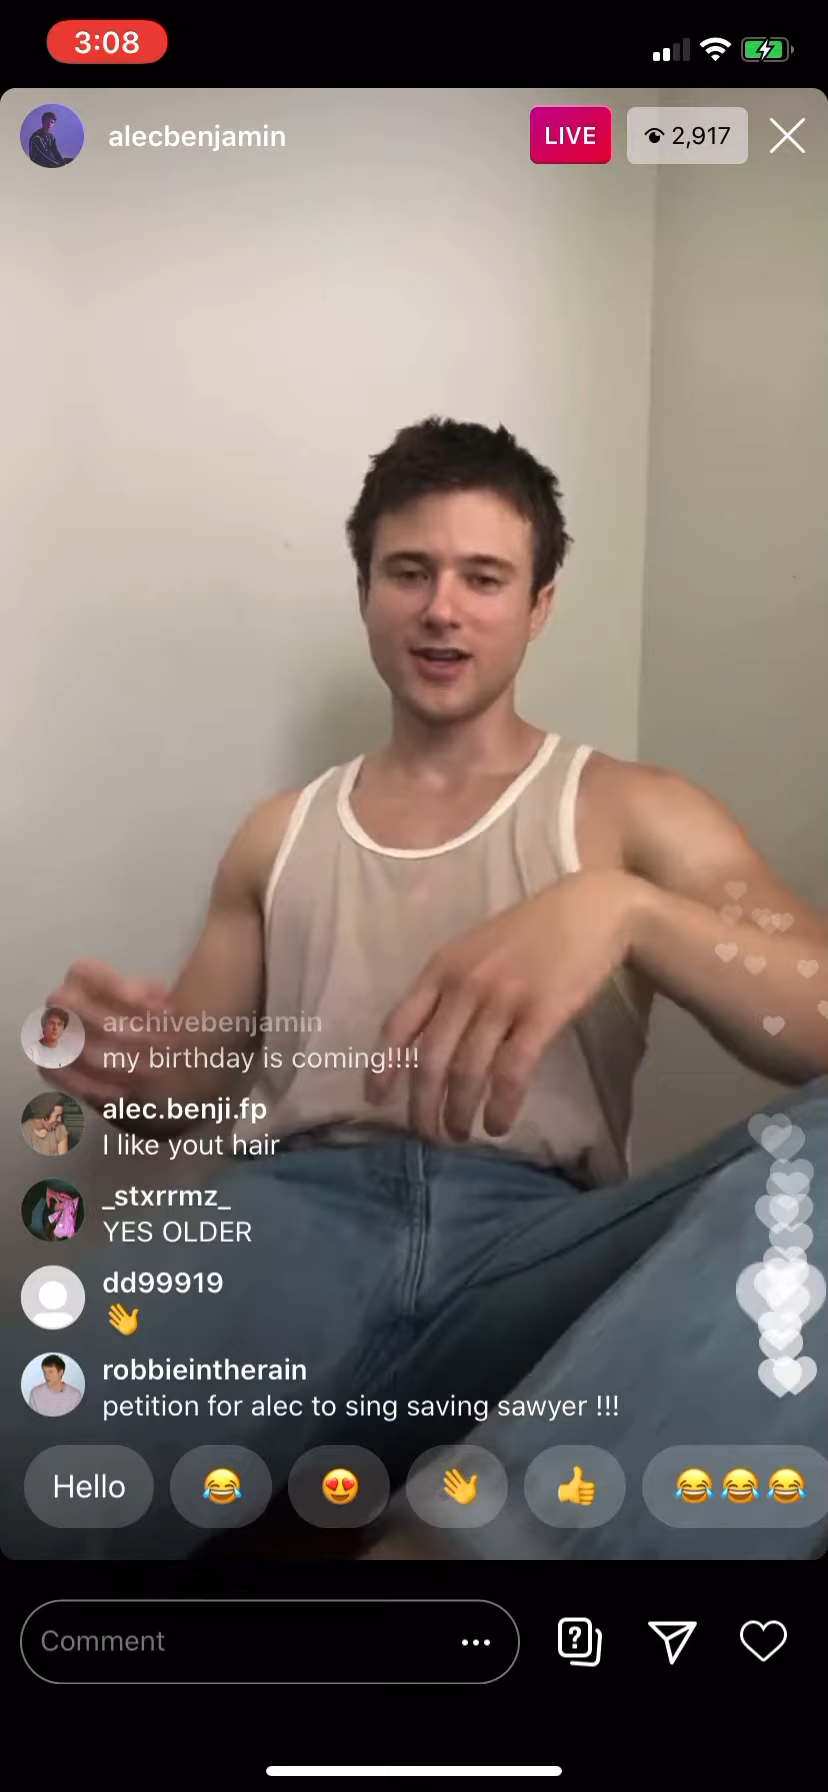 3:08
alecbenjamin
LIVE
2,917
archivebenjamin
my birthday is coming!!!!
alec.benji.fp
I like yout hair
_stxrrmz_
YES OLDER
dd99919
👋
robbieintherain
petition for alec to sing saving sawyer !!!
Hello 😂 😍 👋 👍 😂😂😂
Comment